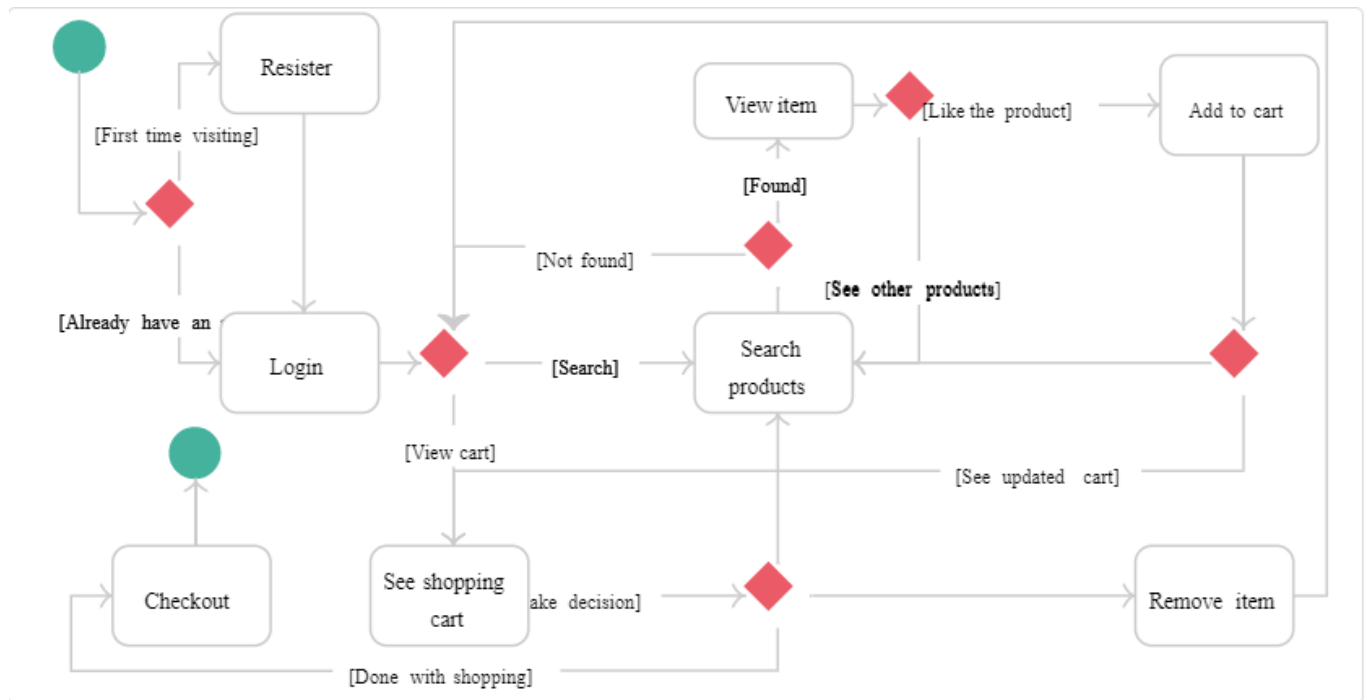 Resister
View item
[Like the product]
Add to cart
[First time visiting]
[Found]
[Not found]
[See other products]
[Already have an
Login
[Search]
Search
products
[View cart]
[See updated cart]
Checkout
See shopping
cart
ake decision]
Remove item
[Done with shopping]